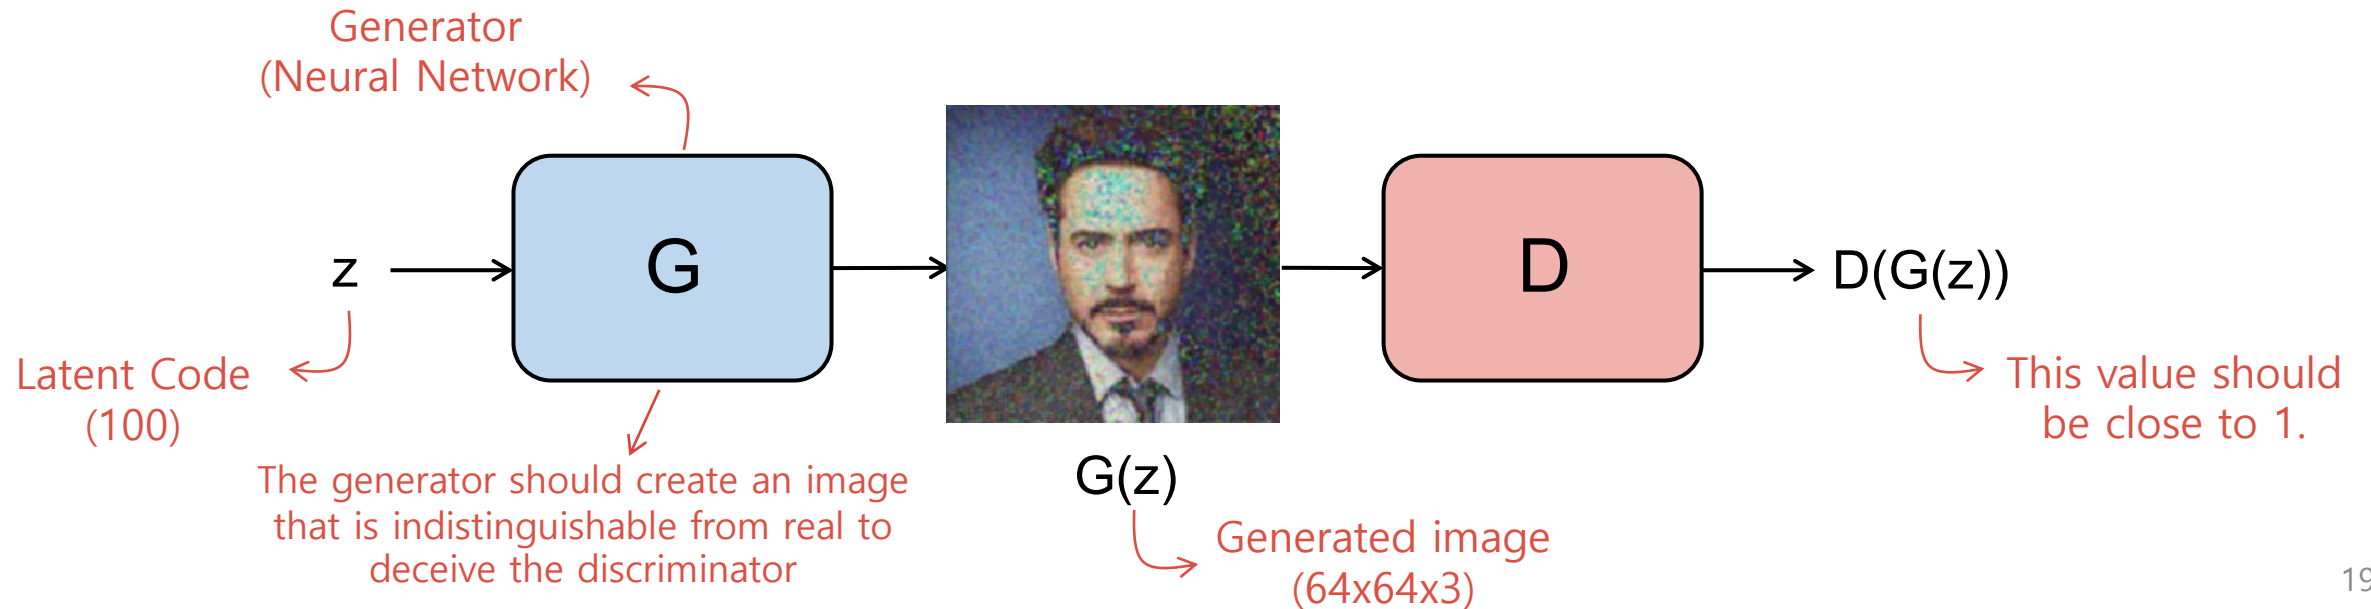 Generator
(Neural Network)
z
G
D
D(G(z))
Latent Code
(100)
The generator should create an image
that is indistinguishable from real to
deceive the discriminator
G(z)
Generated image
(64x64x3)
This value should
be close to 1.
19